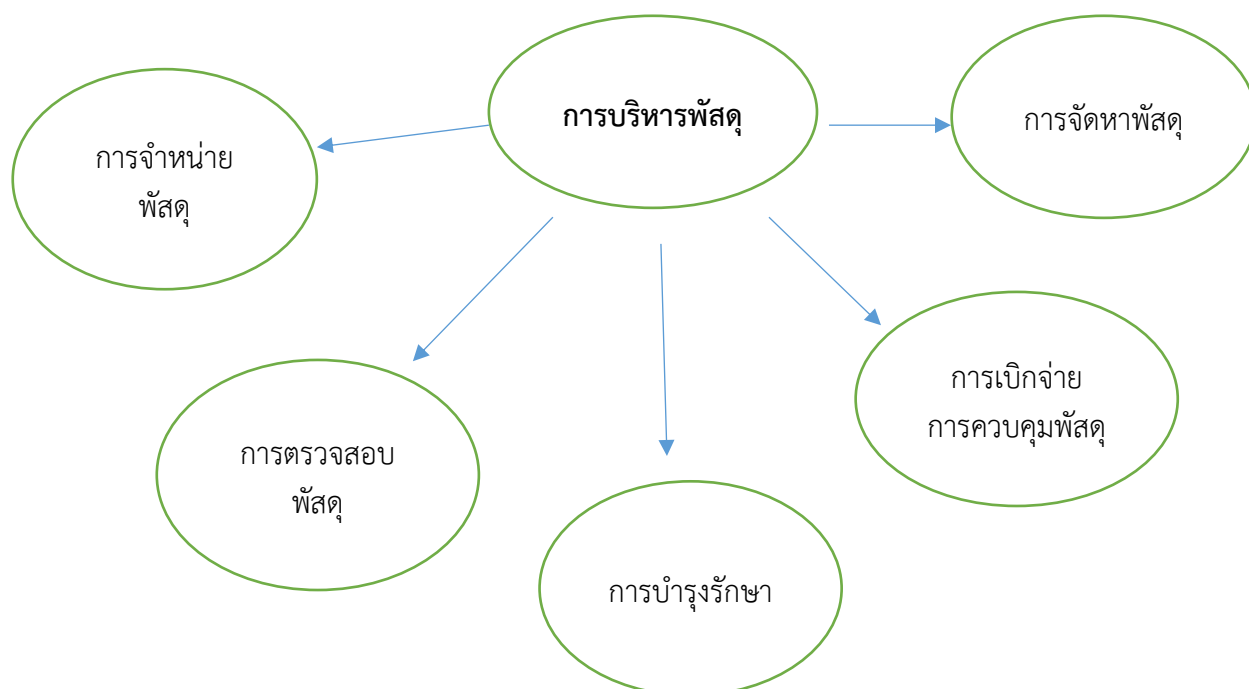 การบริหารพัสดุ
การจัดหาพัสดุ
การจำหน่าย
พัสดุ
การเบิกจ่าย
การควบคุมพัสดุ
การตรวจสอบ
พัสดุ
การบำรุงรักษา